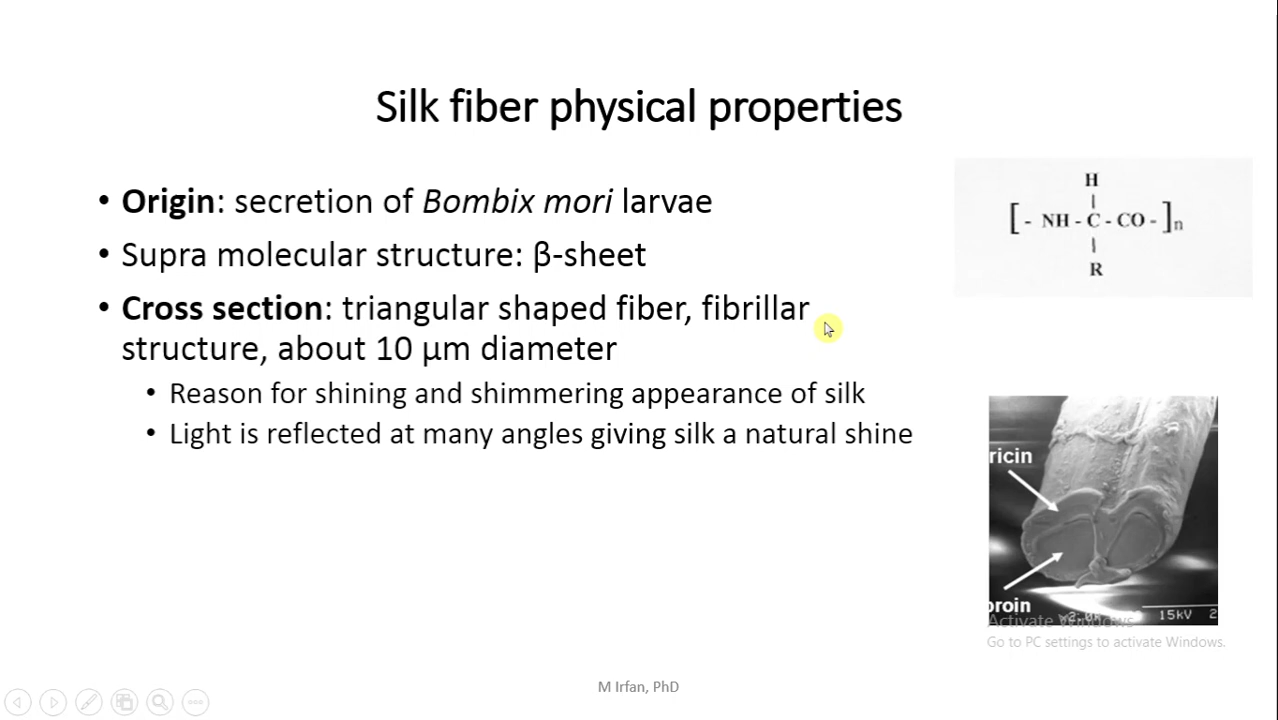 Silk fiber physical properties
• Origin: secretion of Bombix mori larvae
• Supra molecular structure: β-sheet
• Cross section: triangular shaped fiber, fibrillar
structure, about 10 µm diameter
• Reason for shining and shimmering appearance of silk
• Light is reflected at many angles giving silk a natural shine
H
[ - NH - C - CO - ]n
R
ricin
proin
15kV 2
Activate Windows
Go to PC settings to activate Windows.
M Irfan, PhD